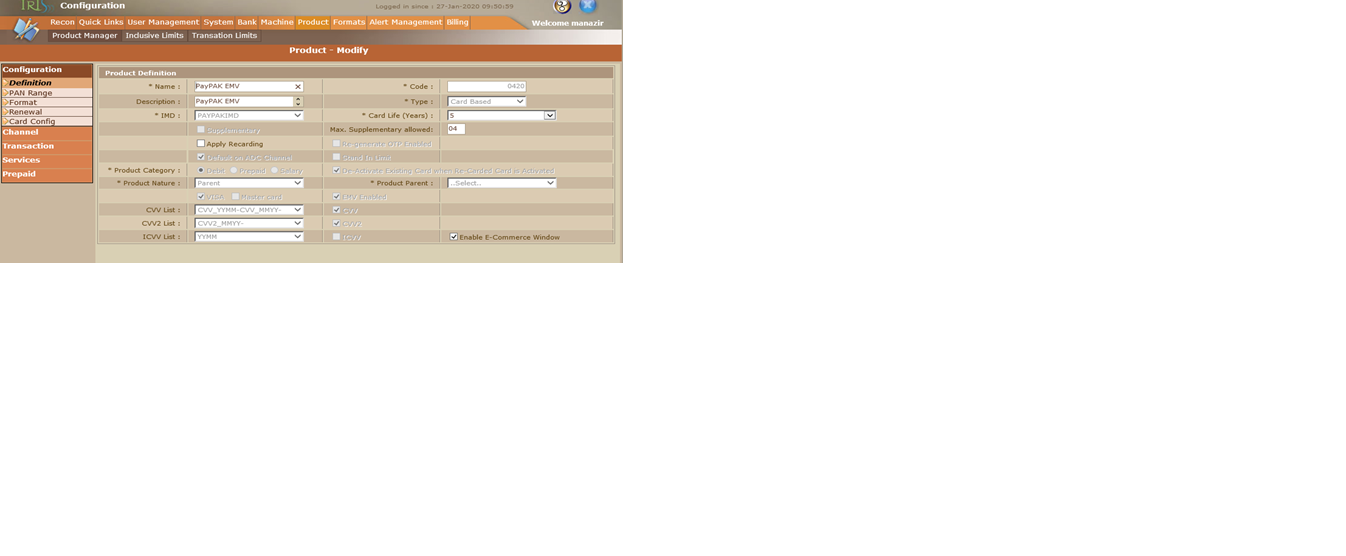 IRIS Configuration Logged in since : 27-Jan-2020 09:50:59
Recon Quick Links User Management System Bank Machine Product Formats Alert Management Billing Welcome manazir
Product Manager Inclusive Limits Transation Limits
Product - Modify
Configuration
Definition
PAN Range
Format
Renewal
Card Config
Channel
Transaction
Services
Prepaid
Product Definition
* Name : PayPAK EMV * Code : 0420
Description : PayPAK EMV * Type : Card Based
* IMD : PAYPAKIMD * Card Life (Years) : 5
Supplementary Max. Supplementary allowed: 04
Apply Recarding Re-generate OTP Enabled
Default on ADC Channel Stand In Limit
* Product Category : Debit Prepaid Salary De-Activate Existing Card when Re-Carded Card is Activated
* Product Nature : Parent * Product Parent : ..Select..
VISA Master card EMV Enabled
CVV List : CVV_YYMM-CVV_MMYY- CVV
CVV2 List : CVV2_MMYY- CVV2
ICVV List : YYMM ICVV Enable E-Commerce Window